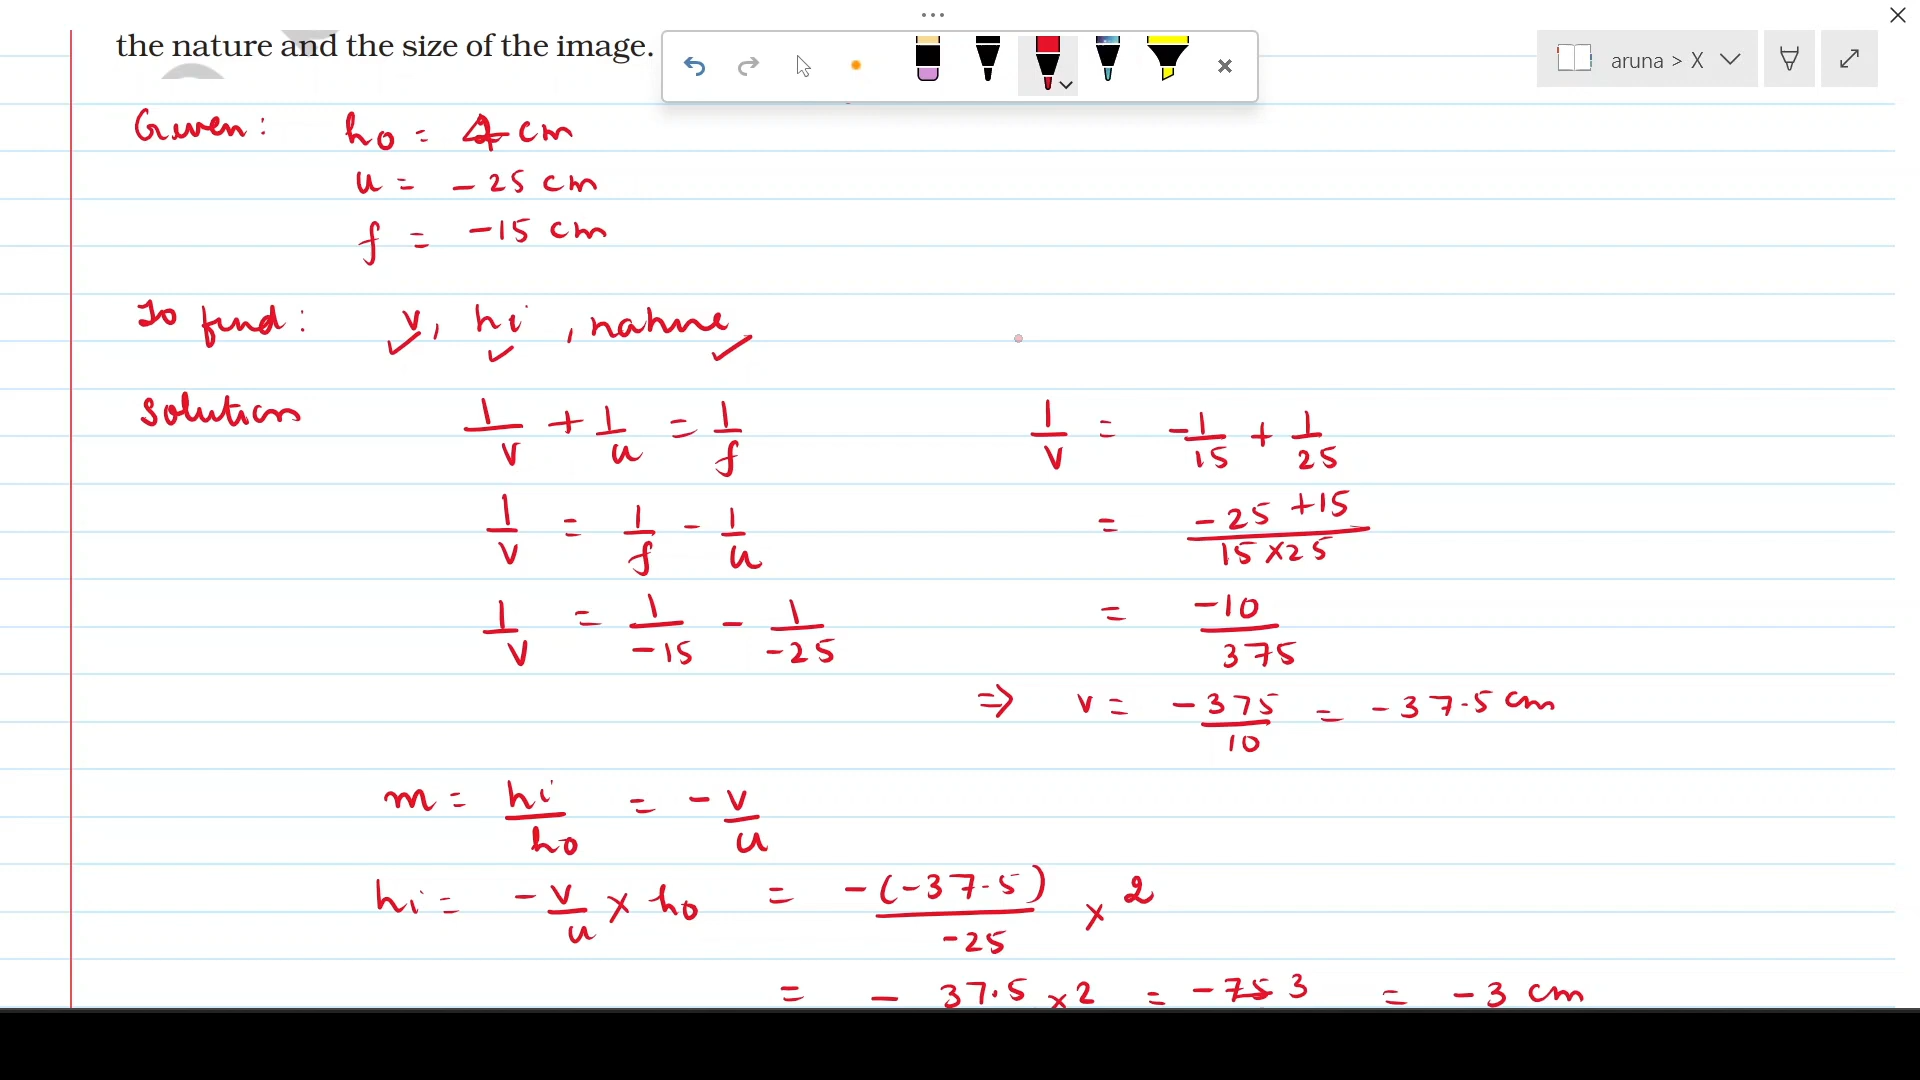 the nature and the size of the image.
aruna > X
Given: ho = 4 cm
u = - 25 cm
f = -15 cm
To find: v, hi, nature
Solution 1/v + 1/u = 1/f
1/v = 1/f - 1/u
1/v = 1/-15 - 1/-25
1/v = -1/15 + 1/25
= -25 +15 / 15 x 25
= -10/375
=> v = -375/10 = -37.5 cm
m = hi/ho = - v/u
hi = - v/u x ho = -(-37.5)/-25 x 2
= - 37.5 x 2 = - 75 3 = - 3 cm